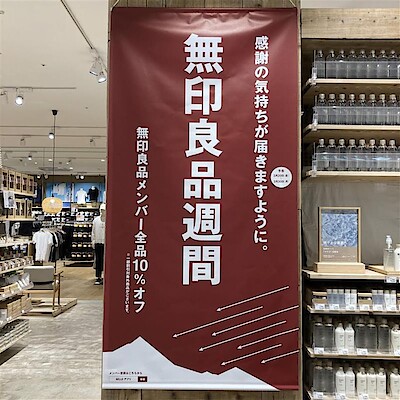 感謝の気持ちが届きますように。
無印良品週間
無印良品メンバー全品10%オフ